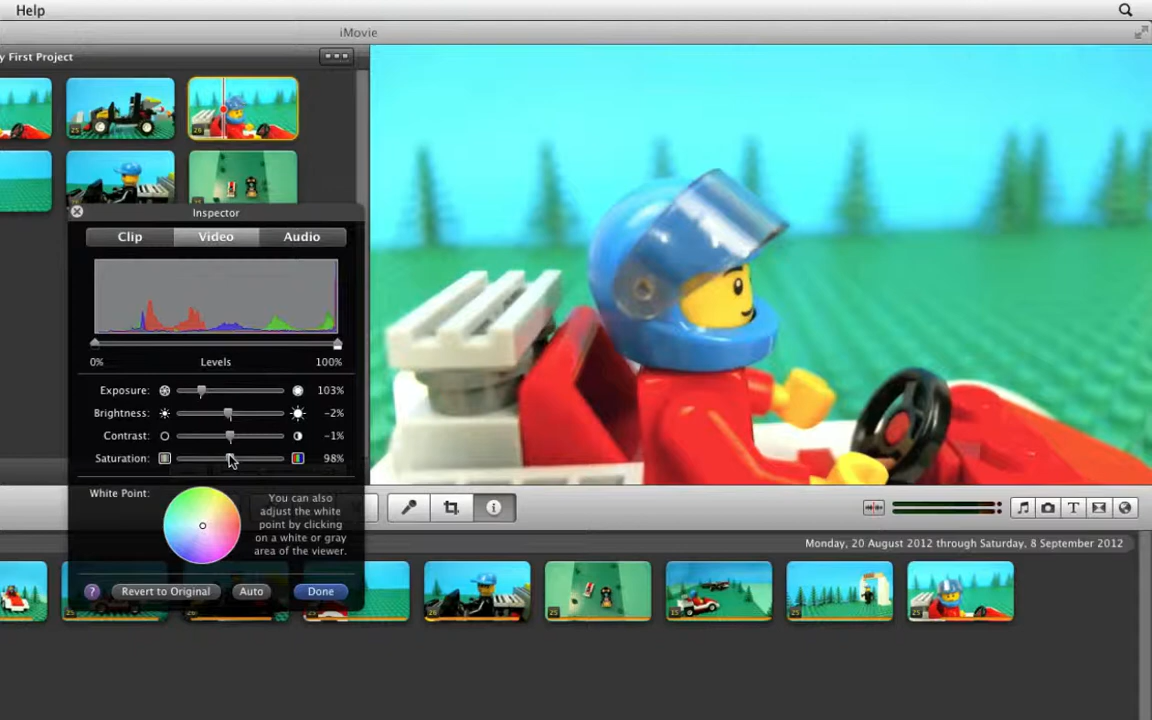 Help
iMovie
y First Project
25
26
Inspector
Clip
Video
Audio
0%
Levels
100%
Exposure:
103%
Brightness:
-2%
Contrast:
-1%
Saturation:
98%
White Point:
You can also
adjust the white
point by clicking
on a white or gray
area of the viewer.
?
Revert to Original
Auto
Done
i
T
Monday, 20 August 2012 through Saturday, 8 September 2012